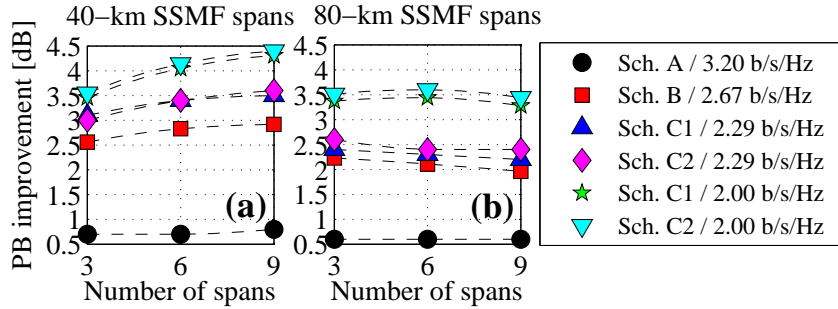 40-km SSMF spans
80-km SSMF spans
PB improvement [dB]
4.5
4
3.5
3
2.5
2
1.5
1
0.5
(a)
3 6 9
Number of spans
4.5
4
3.5
3
2.5
2
1.5
1
0.5
(b)
3 6 9
Number of spans
Sch. A / 3.20 b/s/Hz
Sch. B / 2.67 b/s/Hz
Sch. C1 / 2.29 b/s/Hz
Sch. C2 / 2.29 b/s/Hz
Sch. C1 / 2.00 b/s/Hz
Sch. C2 / 2.00 b/s/Hz